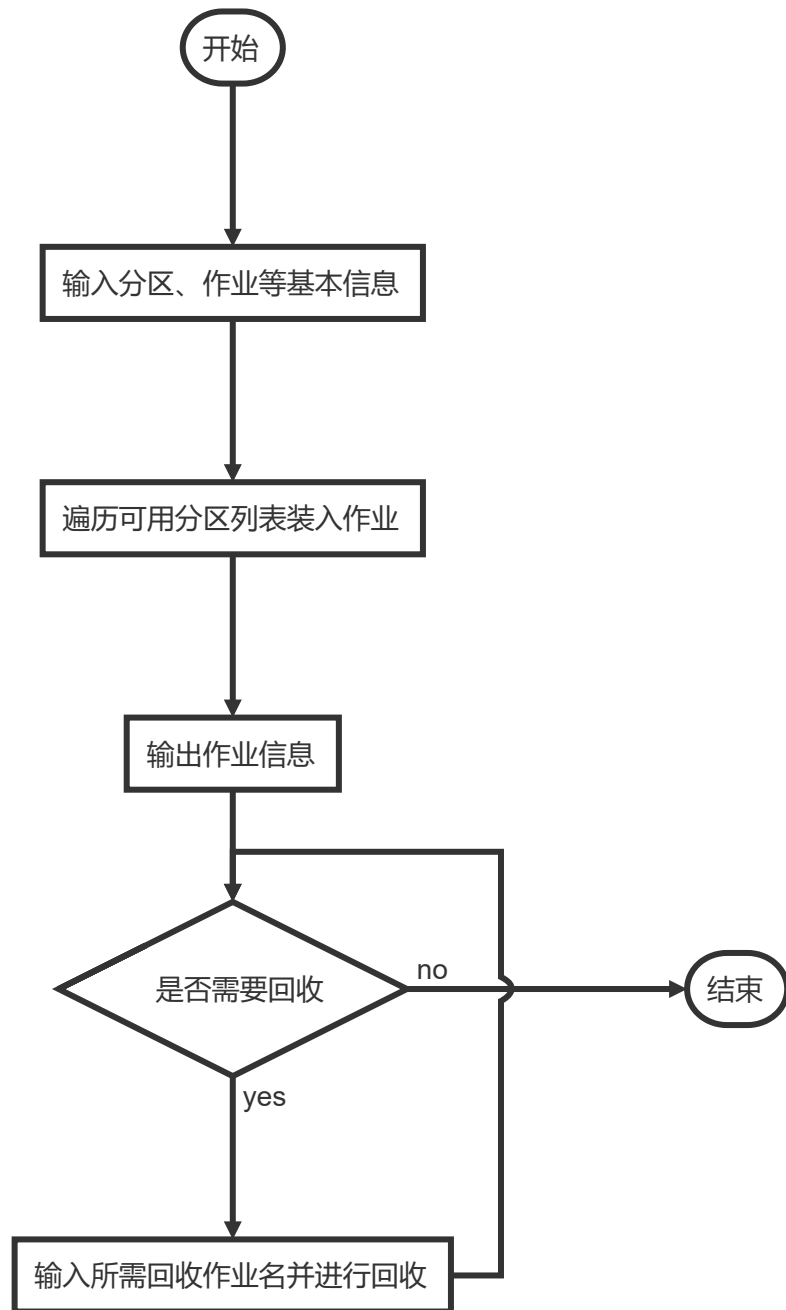 开始
输入分区、作业等基本信息
遍历可用分区列表装入作业
输出作业信息
是否需要回收
no
结束
yes
输入所需回收作业名并进行回收